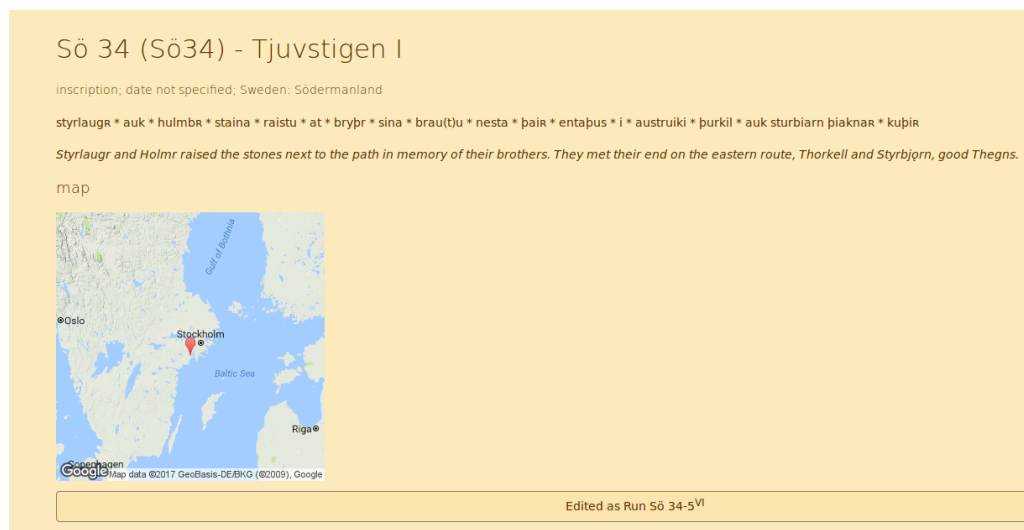 Sö 34 (Sö34) - Tjuvstigen I
inscription; date not specified; Sweden: Södermanland
styrlaugʀ * auk * hulmbʀ * staina * raistu * at * bryþr * sina * brau(t)u * nesta * þaiʀ * entaþus * i * austruiki * þurkil * auk sturbiarn þiaknaʀ * kuþiʀ
Styrlaugr and Holmr raised the stones next to the path in memory of their brothers. They met their end on the eastern route, Thorkell and Styrbjǫrn, good Thegns.
map
Gulf of Bothnia
Oslo
Stockholm
Baltic Sea
Riga
Copenhagen
Google Map data ©2017 GeoBasis-DE/BKG (©2009), Google
Edited as Run Sö 34-5VI